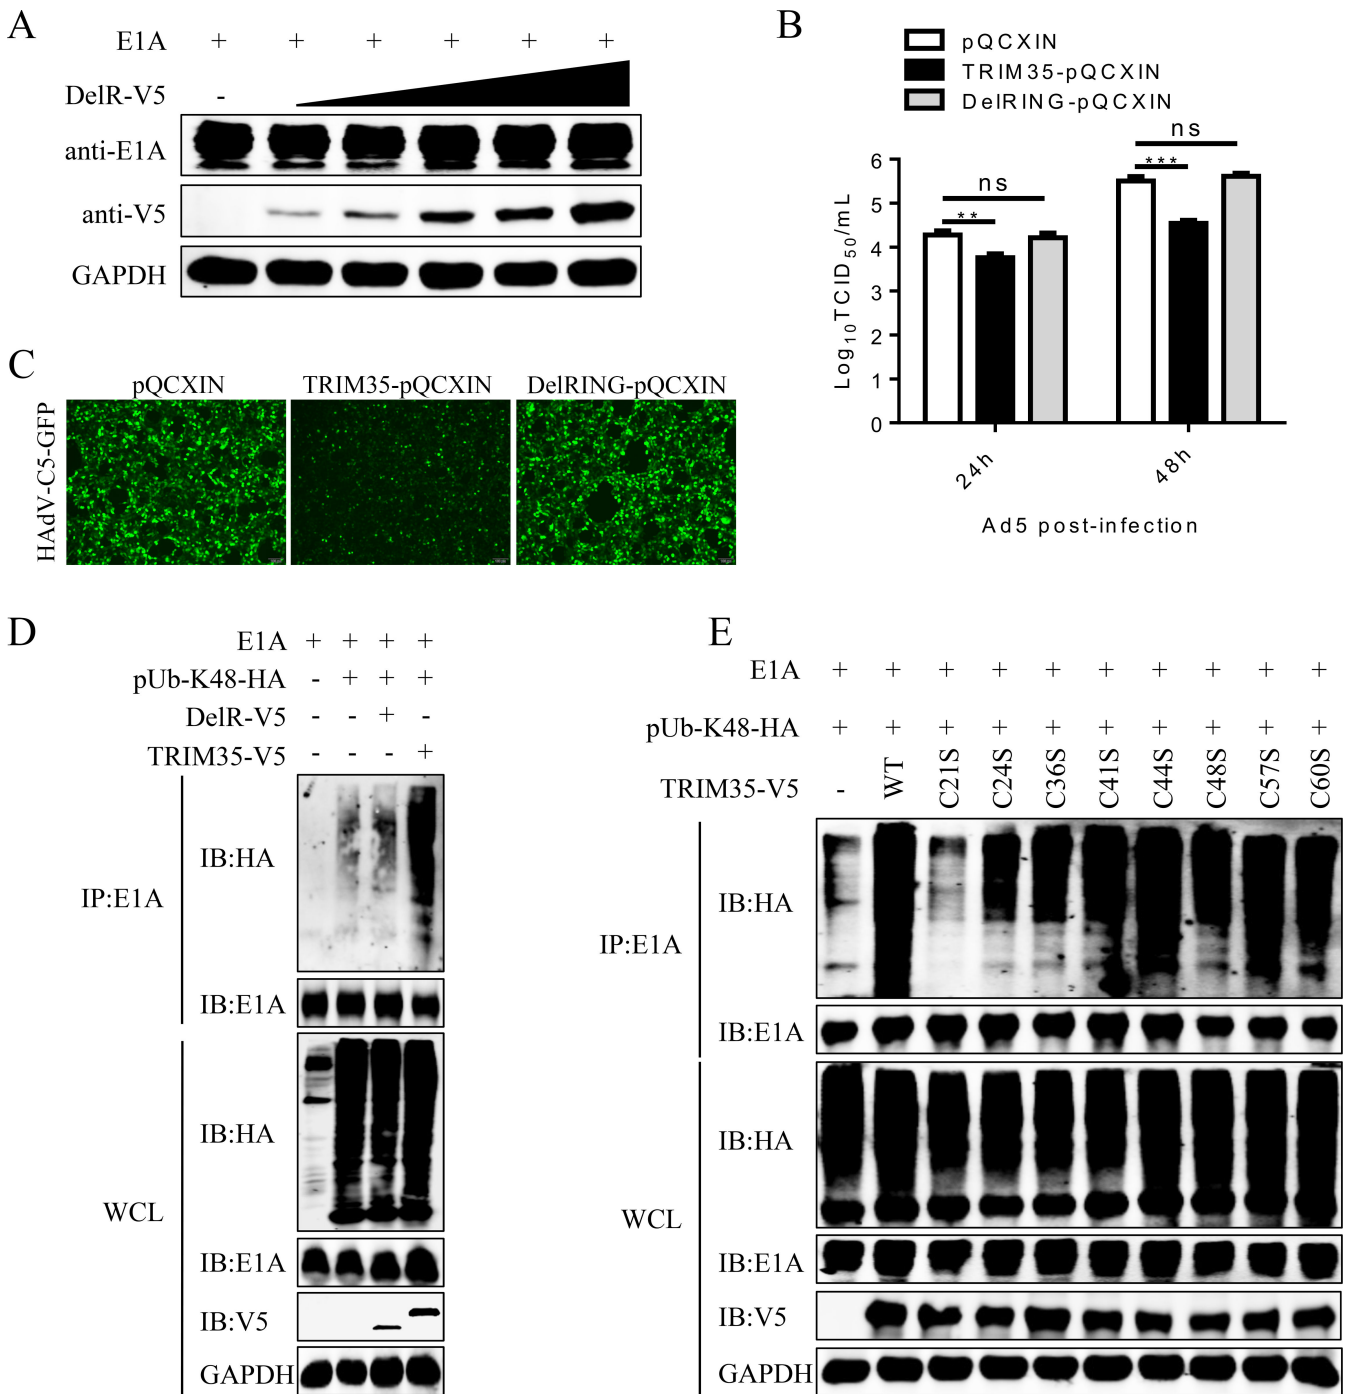 A
E1A + + + + + +
DelR-V5 -
anti-E1A
anti-V5
GAPDH
B
pQCXIN
TRIM35-pQCXIN
DelRING-pQCXIN
ns
***
ns
**
Log10TCID50/mL
6
5
4
3
2
1
0
24h
48h
Ad5 post-infection
C
pQCXIN TRIM35-pQCXIN DelRING-pQCXIN
HAdV-C5-GFP
D
E1A + + + +
pUb-K48-HA - + + +
DelR-V5 - - + -
TRIM35-V5 - - - +
IP:E1A
IB:HA
IB:E1A
WCL
IB:HA
IB:E1A
IB:V5
GAPDH
E
E1A + + + + + + + + + +
pUb-K48-HA + + + + + + + + + +
TRIM35-V5 - WT C21S C24S C36S C41S C44S C48S C57S C60S
IP:E1A
IB:HA
IB:E1A
WCL
IB:HA
IB:E1A
IB:V5
GAPDH